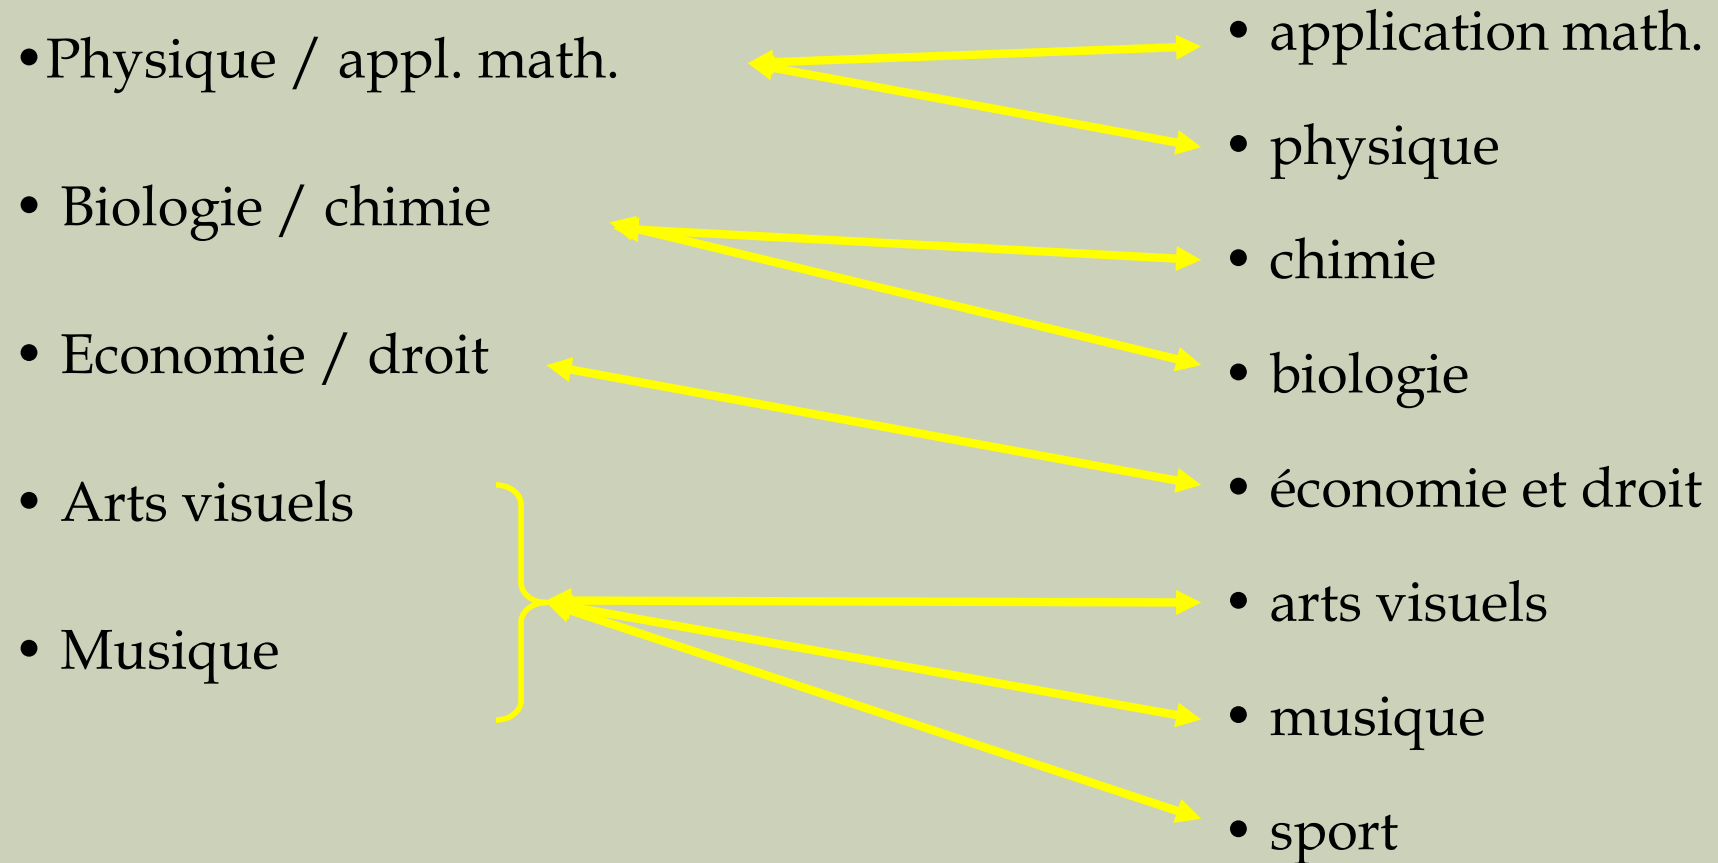 •Physique / appl. math.
• Biologie / chimie
• Economie / droit
• Arts visuels
• Musique
• application math.
• physique
• chimie
• biologie
• économie et droit
• arts visuels
• musique
• sport